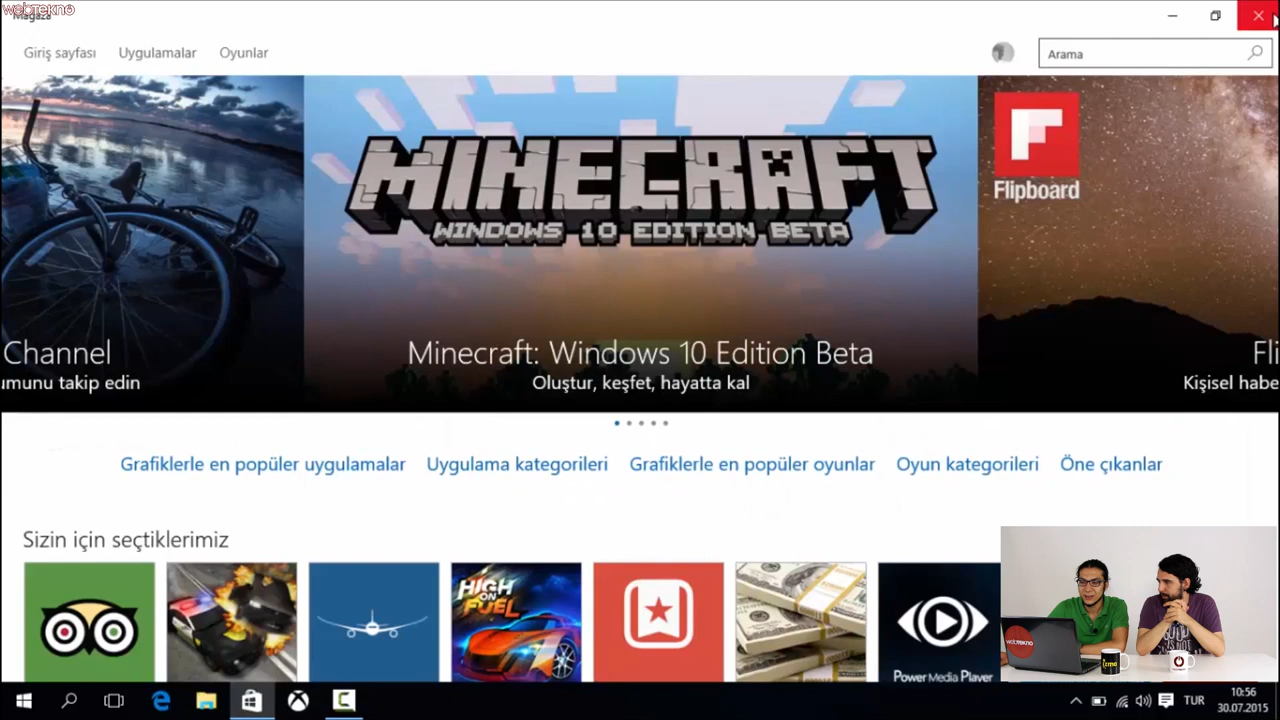 webtekno
Mağaza
Giriş sayfası Uygulamalar Oyunlar
Arama
MINECRAFT
WINDOWS 10 EDITION BETA
Flipboard
Channel
umunu takip edin
Minecraft: Windows 10 Edition Beta
Oluştur, keşfet, hayatta kal
Fli
Kişisel habe
Grafiklerle en popüler uygulamalar Uygulama kategorileri Grafiklerle en popüler oyunlar Oyun kategorileri Öne çıkanlar
Sizin için seçtiklerimiz
HIGH ON FUEL
Power Media Player
webtekno
TUR
10:56
30.07.2015